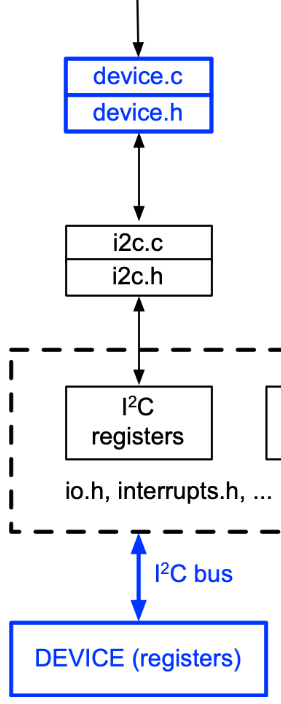 device.c
device.h
i2c.c
i2c.h
I²C
registers
io.h, interrupts.h, ...
I²C bus
DEVICE (registers)